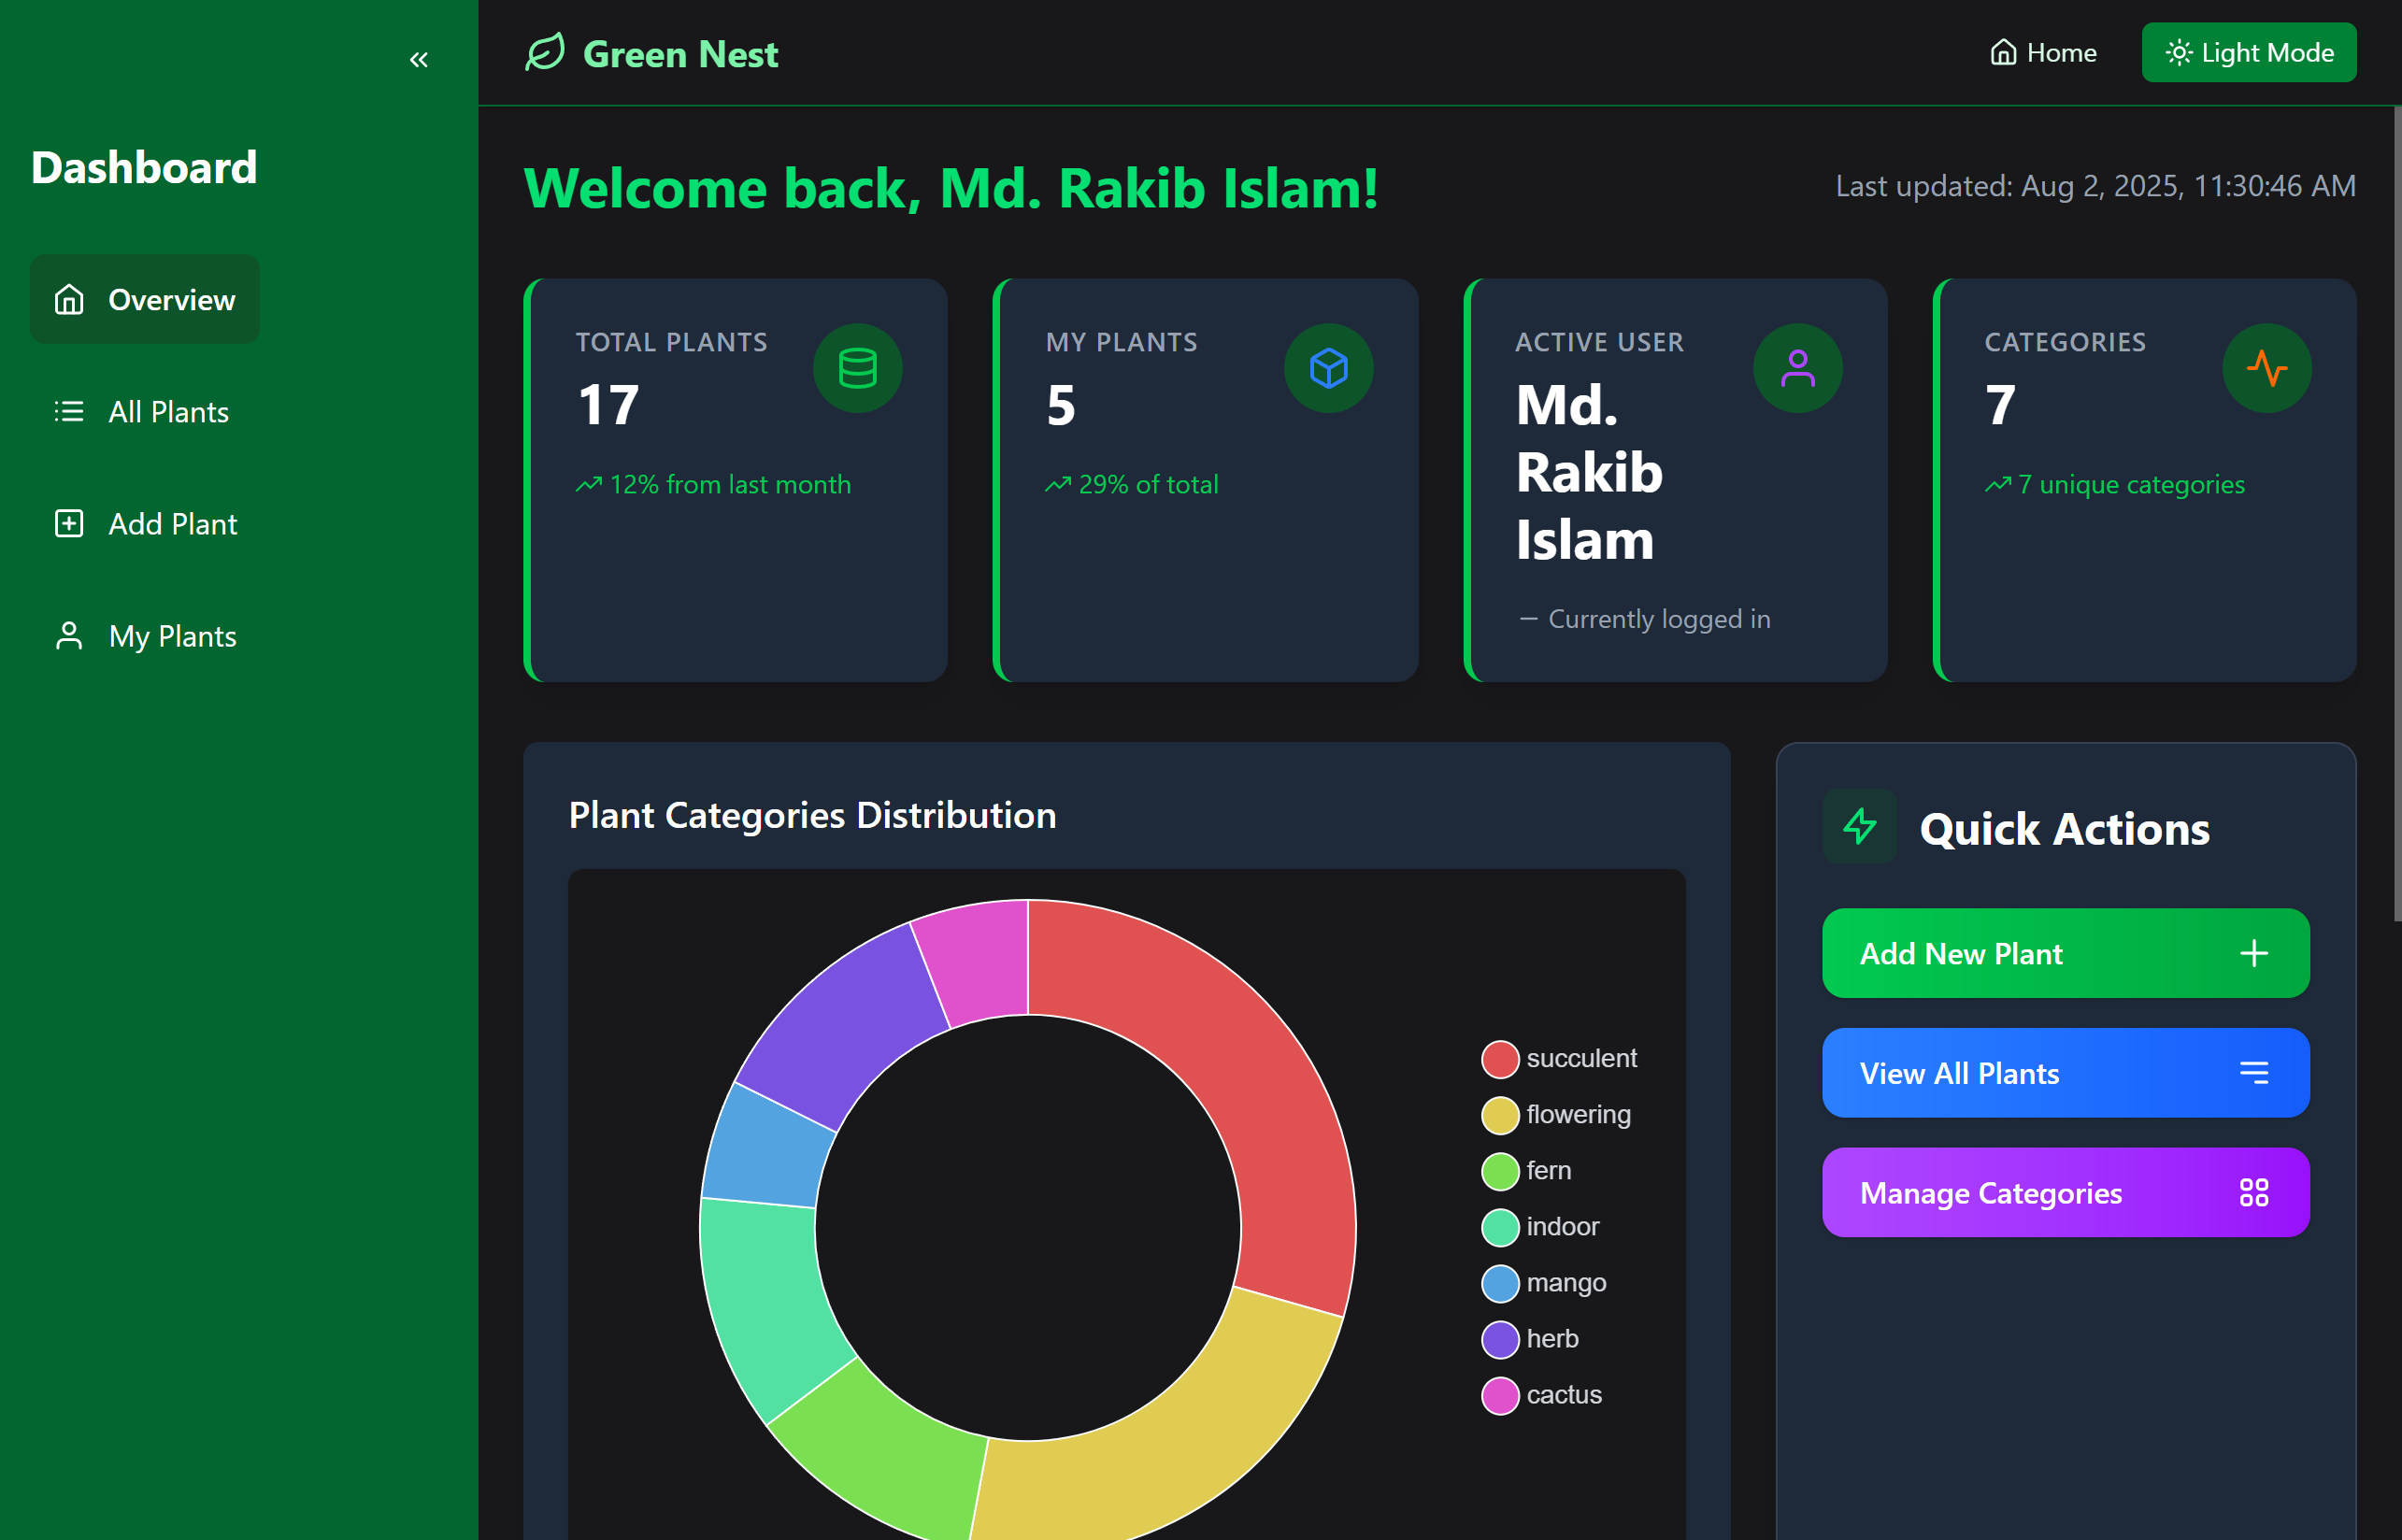 Dashboard
Overview
All Plants
Add Plant
My Plants
Green Nest
Home
Light Mode
Welcome back, Md. Rakib Islam!
Last updated: Aug 2, 2025, 11:30:46 AM
TOTAL PLANTS
17
12% from last month
MY PLANTS
5
29% of total
ACTIVE USER
Md.
Rakib
Islam
Currently logged in
CATEGORIES
7
7 unique categories
Plant Categories Distribution
succulent
flowering
fern
indoor
mango
herb
cactus
Quick Actions
Add New Plant
View All Plants
Manage Categories